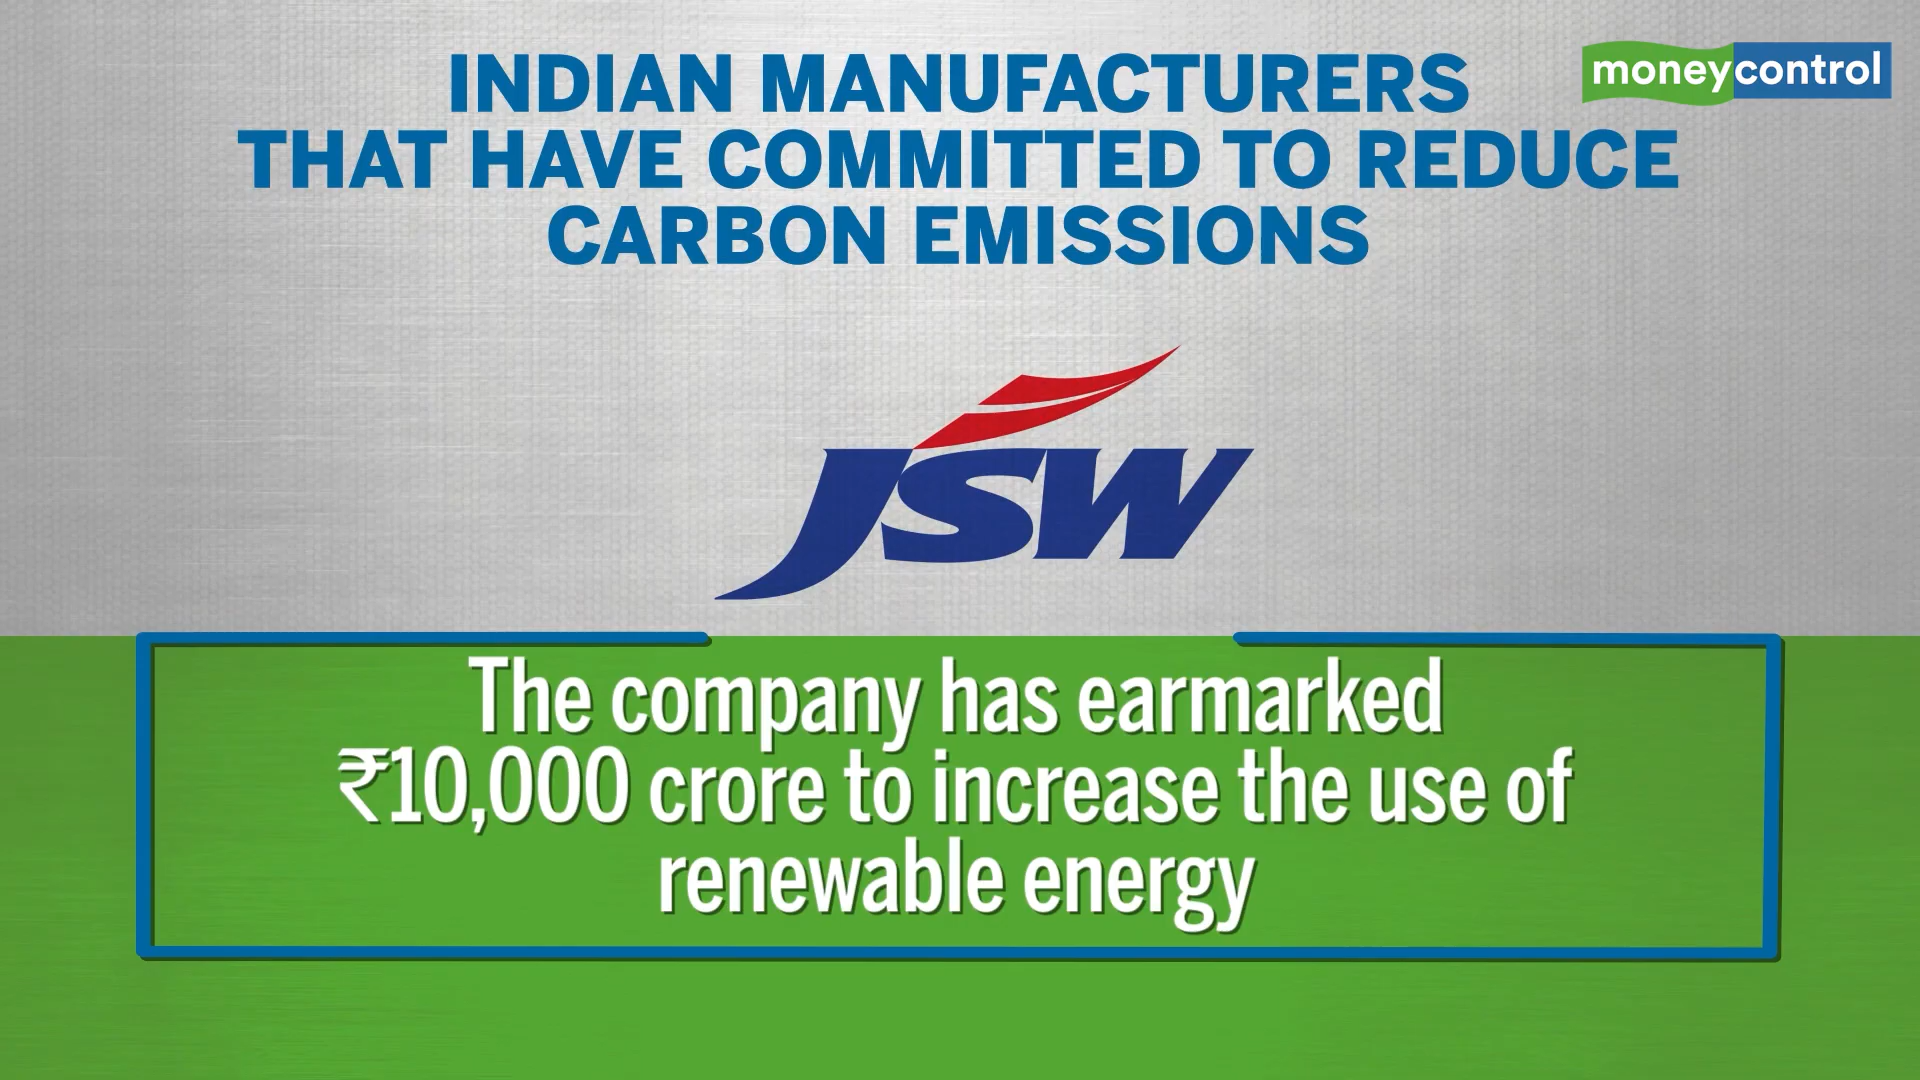 INDIAN MANUFACTURERS
moneycontrol
THAT HAVE COMMITTED TO REDUCE
CARBON EMISSIONS
JSW
The company has earmarked
₹10,000 crore to increase the use of
renewable energy